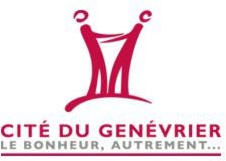 CITÉ DU GENÉVRIER
LE BONHEUR, AUTREMENT...